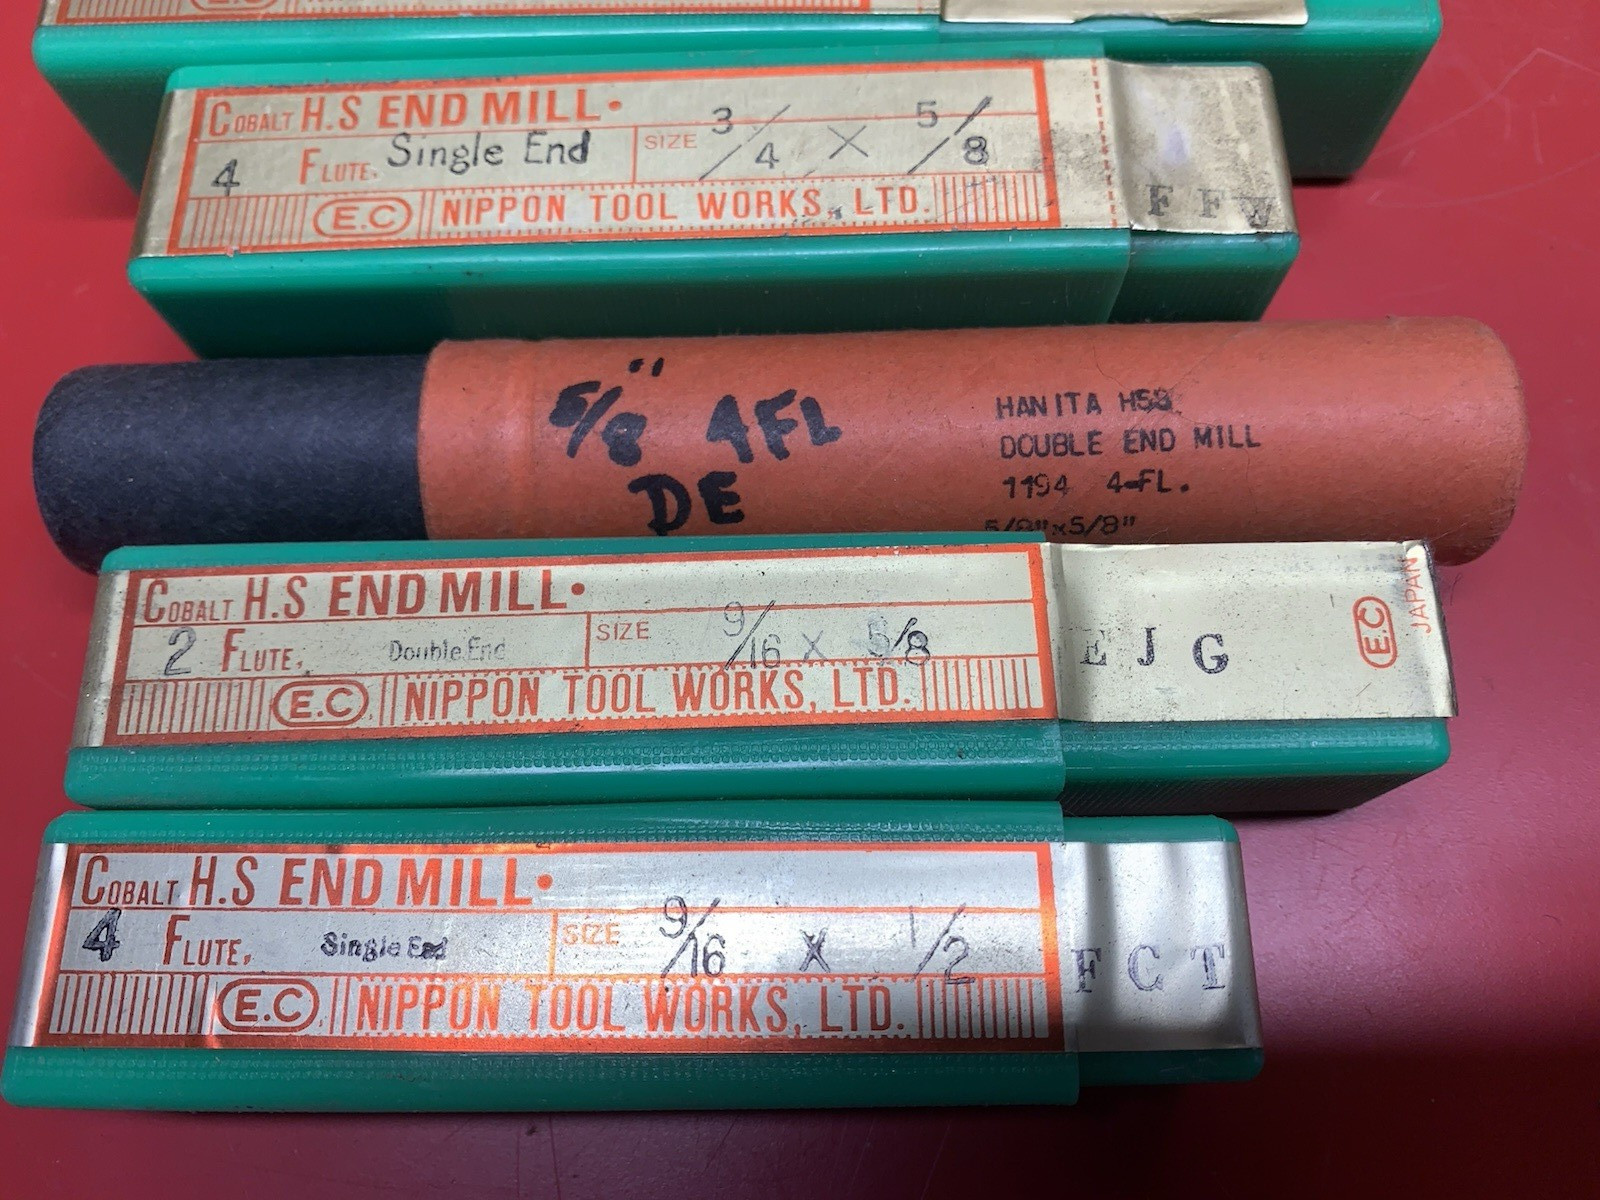 E.C
COBALT H.S END MILL.
4 FLUTE, Single End SIZE 3/4 X 5/8
E.C NIPPON TOOL WORKS, LTD.
F F W
5/8" 4FL
DE
HANITA HSS
DOUBLE END MILL
1194 4-FL.
5/8"x5/8"
COBALT H.S END MILL.
2 FLUTE, Double End SIZE 9/16 X 5/8
E.C NIPPON TOOL WORKS, LTD.
E J G
E.C
JAPAN
COBALT H.S END MILL.
4 FLUTE, Single End SIZE 9/16 X 1/2
E.C NIPPON TOOL WORKS, LTD.
F C T